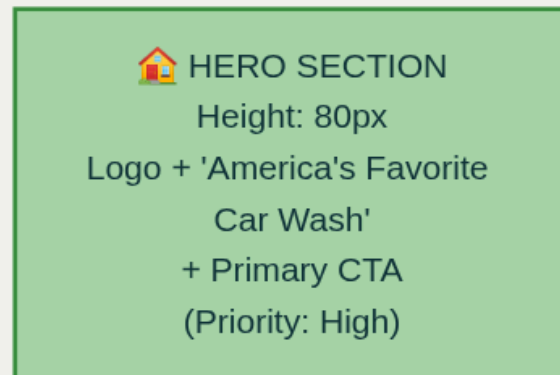 🏠 HERO SECTION
Height: 80px
Logo + 'America's Favorite
Car Wash'
+ Primary CTA
(Priority: High)